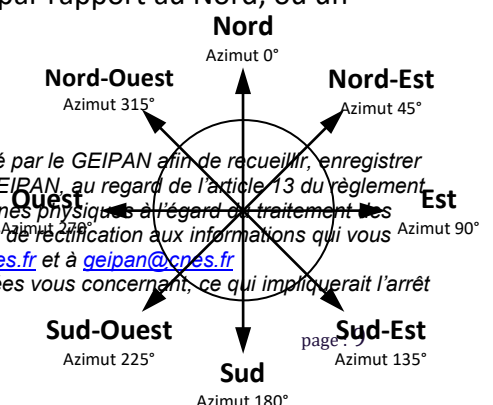 par rapport au Nord, ou un
Nord
Azimut 0°
Nord-Ouest
Azimut 315°
Nord-Est
Azimut 45°
é par le GEIPAN afin de recueillir, enregistrer
EIPAN, au regard de l'article 13 du règlement
Ouest
Est
nes physiques à l'égard du traitement des
Azimut 270°
Azimut 90°
de rectification aux informations qui vous
es.fr et à geipan@cnes.fr
ées vous concernant, ce qui impliquerait l'arrêt
Sud-Ouest
Azimut 225°
page : 9
Sud-Est
Azimut 135°
Sud
Azimut 180°